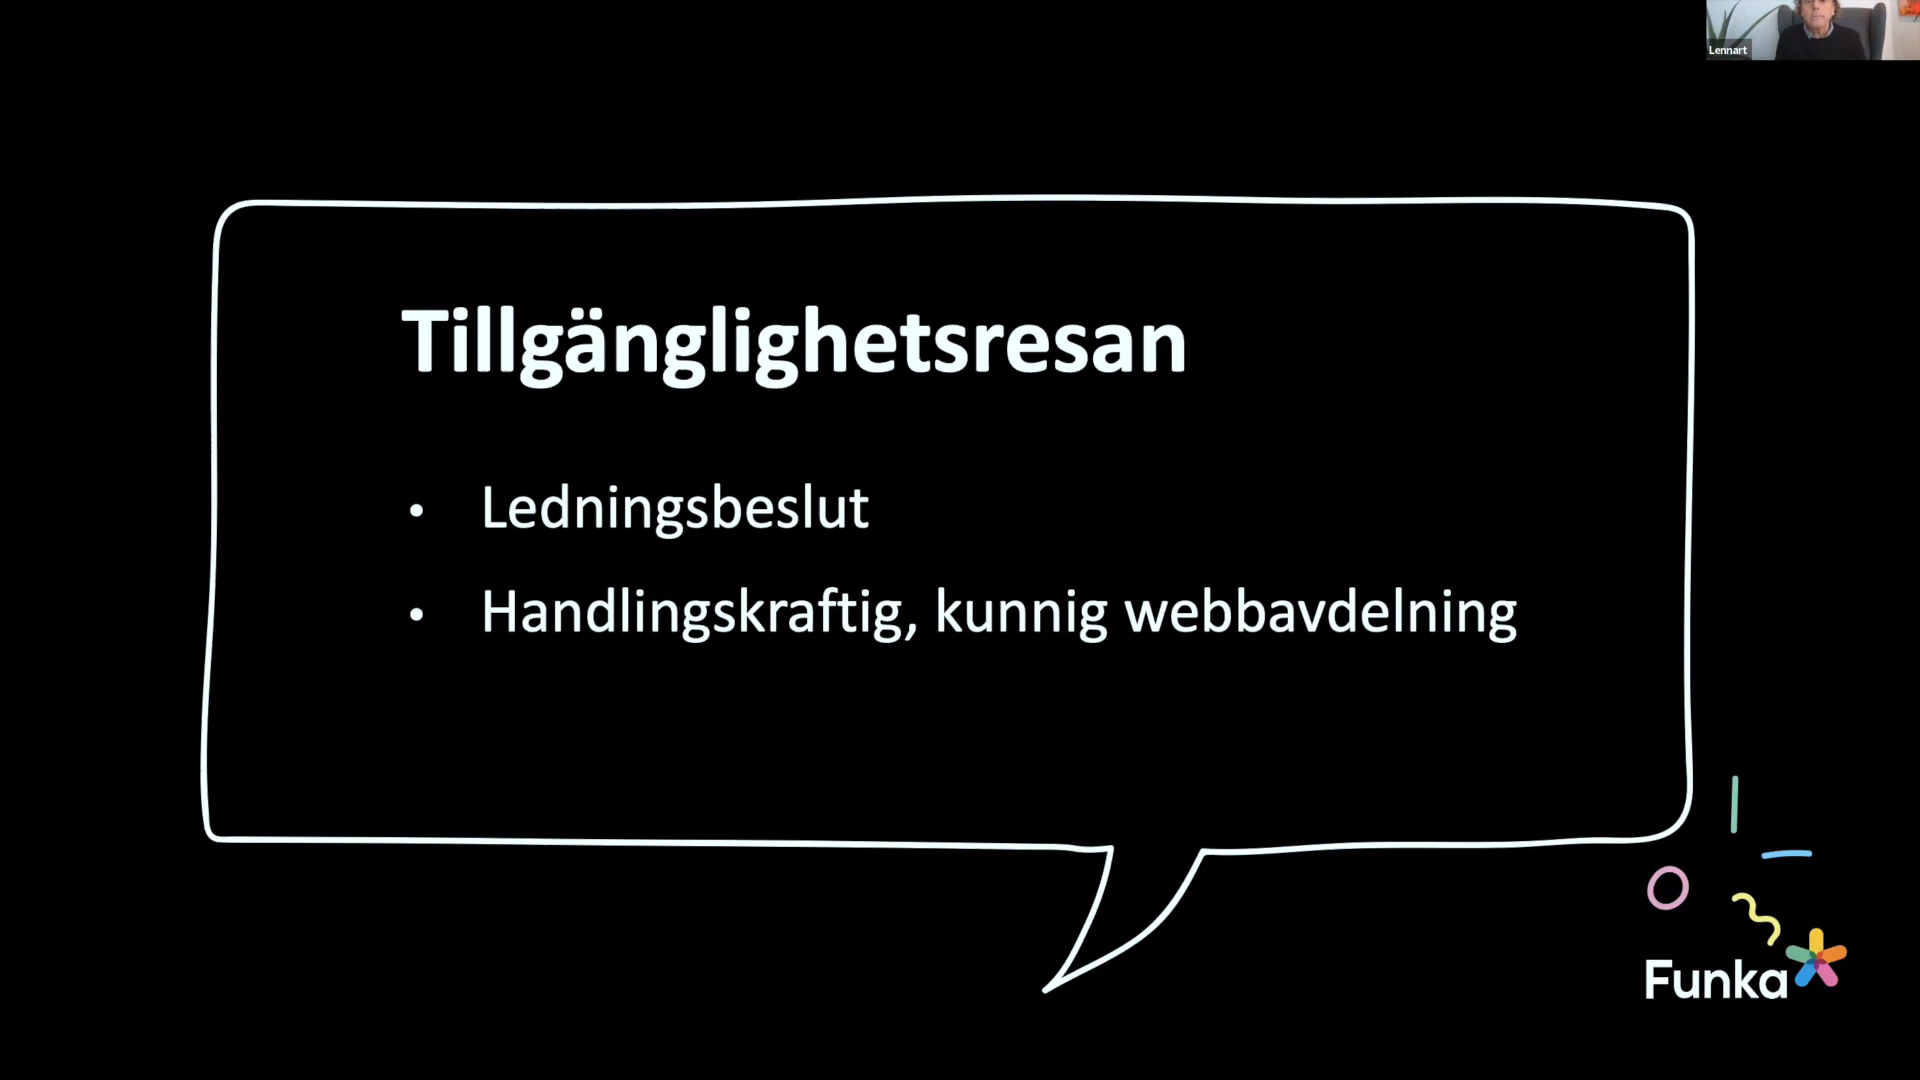 Lennart
Tillgänglighetsresan
• Ledningsbeslut
• Handlingskraftig, kunnig webbavdelning
Funka